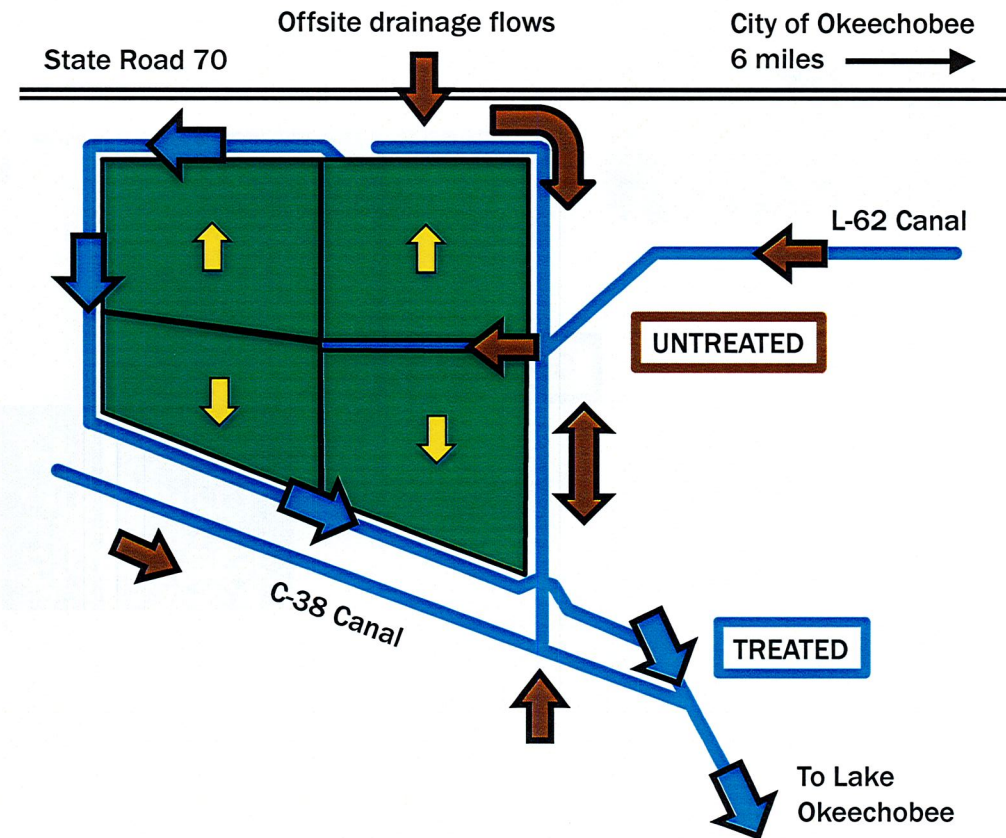 Offsite drainage flows
City of Okeechobee
6 miles
State Road 70
L-62 Canal
UNTREATED
C-38 Canal
TREATED
To Lake
Okeechobee